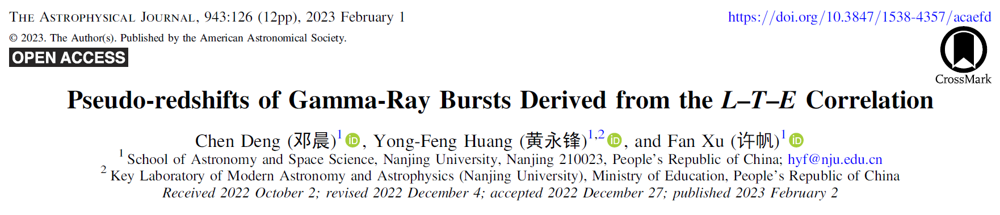 THE ASTROPHYSICAL JOURNAL, 943:126 (12pp), 2023 February 1
https://doi.org/10.3847/1538-4357/acaefd
© 2023. The Author(s). Published by the American Astronomical Society.
OPEN ACCESS
CrossMark
Pseudo-redshifts of Gamma-Ray Bursts Derived from the L–T–E Correlation
Chen Deng (邓晨)1 iD, Yong-Feng Huang (黄永锋)1,2 iD, and Fan Xu (许帆)1 iD
1 School of Astronomy and Space Science, Nanjing University, Nanjing 210023, People's Republic of China; hyf@nju.edu.cn
2 Key Laboratory of Modern Astronomy and Astrophysics (Nanjing University), Ministry of Education, People's Republic of China
Received 2022 October 2; revised 2022 December 4; accepted 2022 December 27; published 2023 February 2